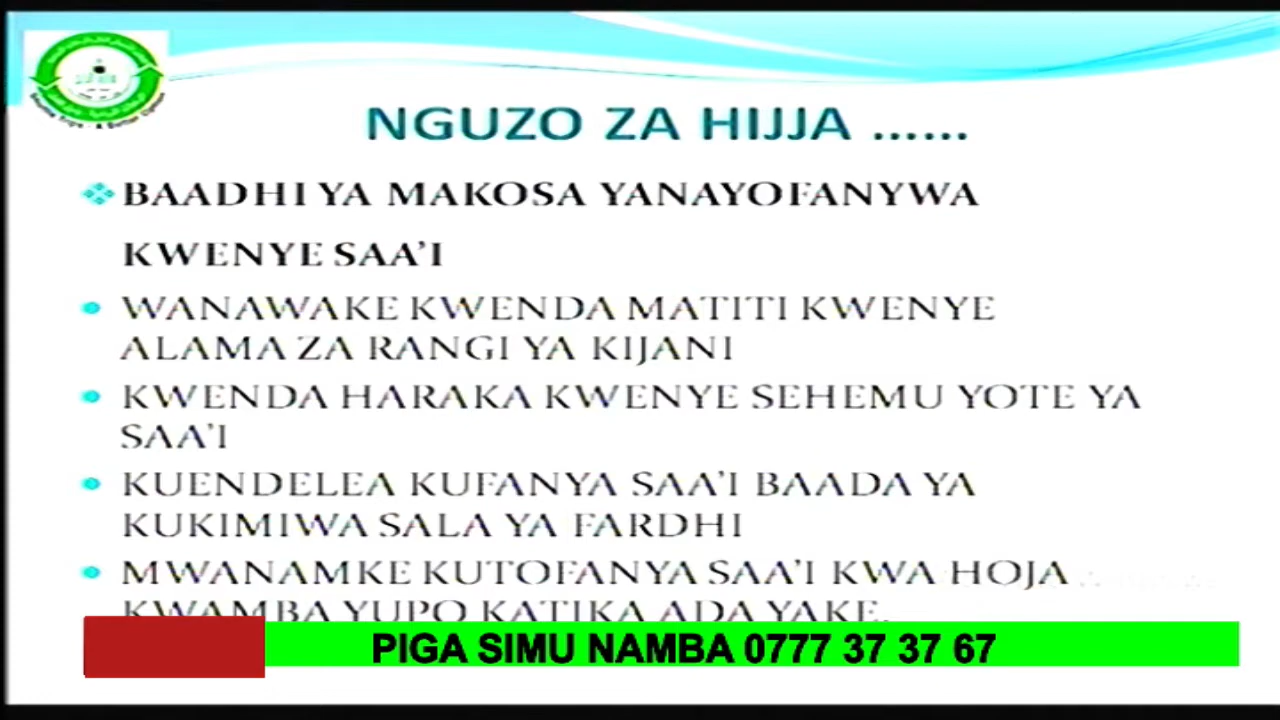 NGUZO ZA HIJJA ......
BAADHI YA MAKOSA YANAYOFANYWA
KWENYE SAA'I
WANAWAKE KWENDA MATITI KWENYE
ALAMA ZA RANGI YA KIJANI
KWENDA HARAKA KWENYE SEHEMU YOTE YA
SAA'I
KUENDELEA KUFANYA SAA'I BAADA YA
KUKIMIWA SALA YA FARDHI
MWANAMKE KUTOFANYA SAA'I KWA HOJA
KWAMBA YUPO KATIKA ADA YAKE.
PIGA SIMU NAMBA 0777 37 37 67